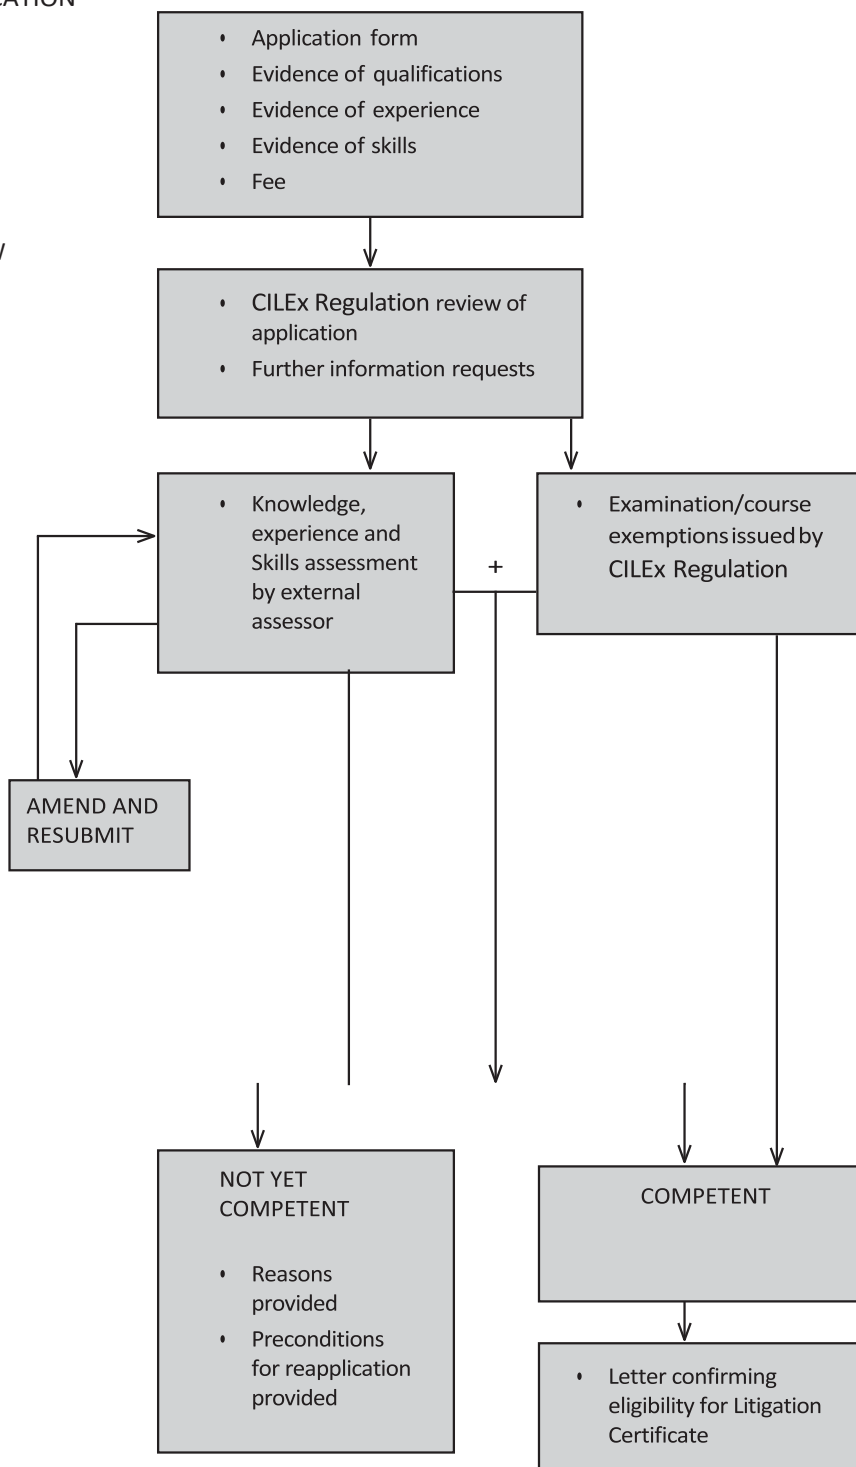 • Application form
• Evidence of qualifications
• Evidence of experience
• Evidence of skills
• Fee
• CILEx Regulation review of
application
• Further information requests
• Knowledge,
experience and
Skills assessment
by external
assessor
+
• Examination/course
exemptions issued by
CILEx Regulation
AMEND AND
RESUBMIT
NOT YET
COMPETENT
• Reasons
provided
• Preconditions
for reapplication
provided
COMPETENT
• Letter confirming
eligibility for Litigation
Certificate